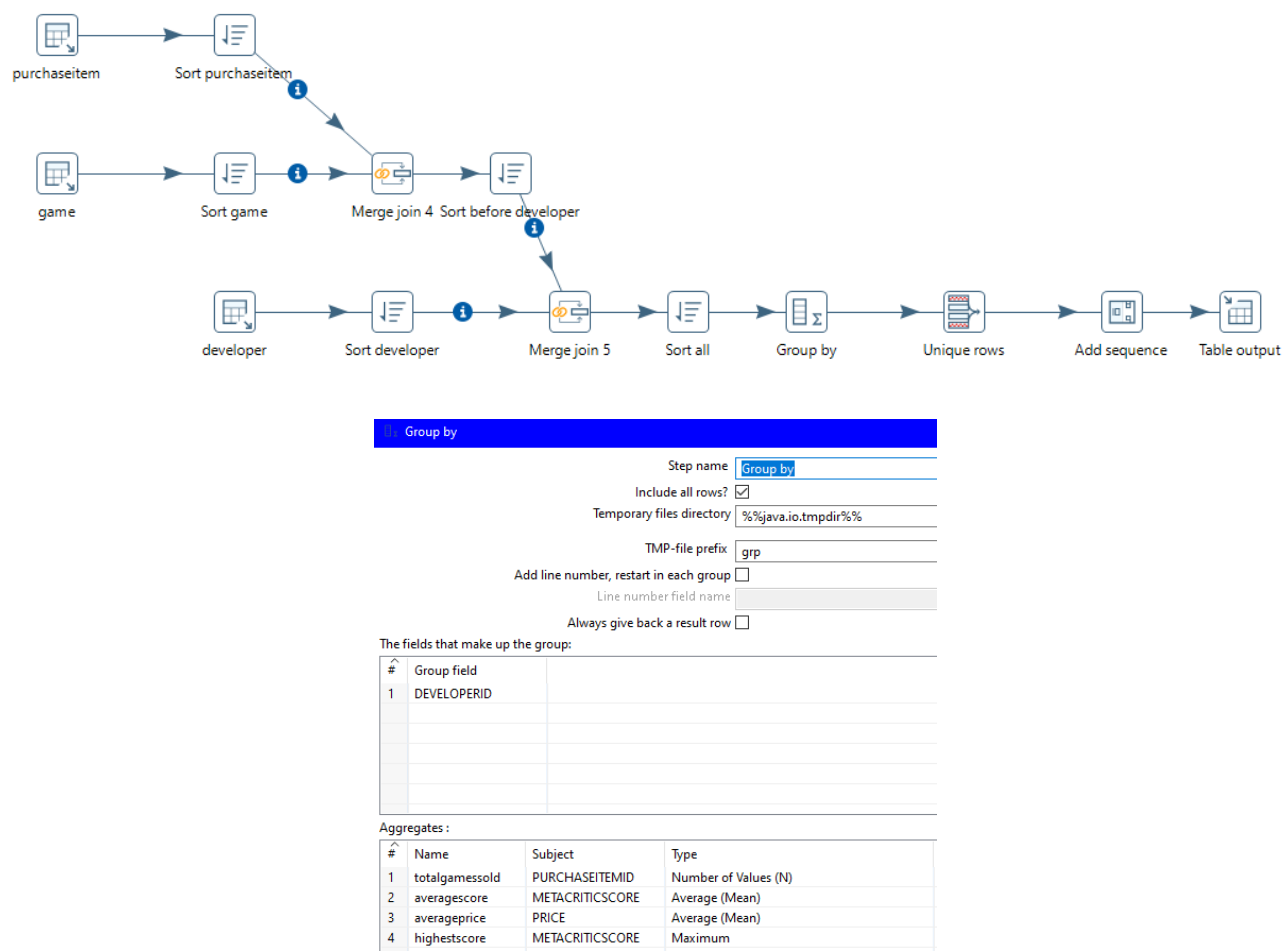 purchaseitem Sort purchaseitem
game Sort game Merge join 4 Sort before developer
developer Sort developer Merge join 5 Sort all Group by Unique rows Add sequence Table output
Group by
Step name Group by
Include all rows?
Temporary files directory %%java.io.tmpdir%%
TMP-file prefix grp
Add line number, restart in each group
Line number field name
Always give back a result row
The fields that make up the group:
# Group field
1 DEVELOPERID
Aggregates :
# Name Subject Type
1 totalgamessold PURCHASEITEMID Number of Values (N)
2 averagescore METACRITICSCORE Average (Mean)
3 averageprice PRICE Average (Mean)
4 highestscore METACRITICSCORE Maximum